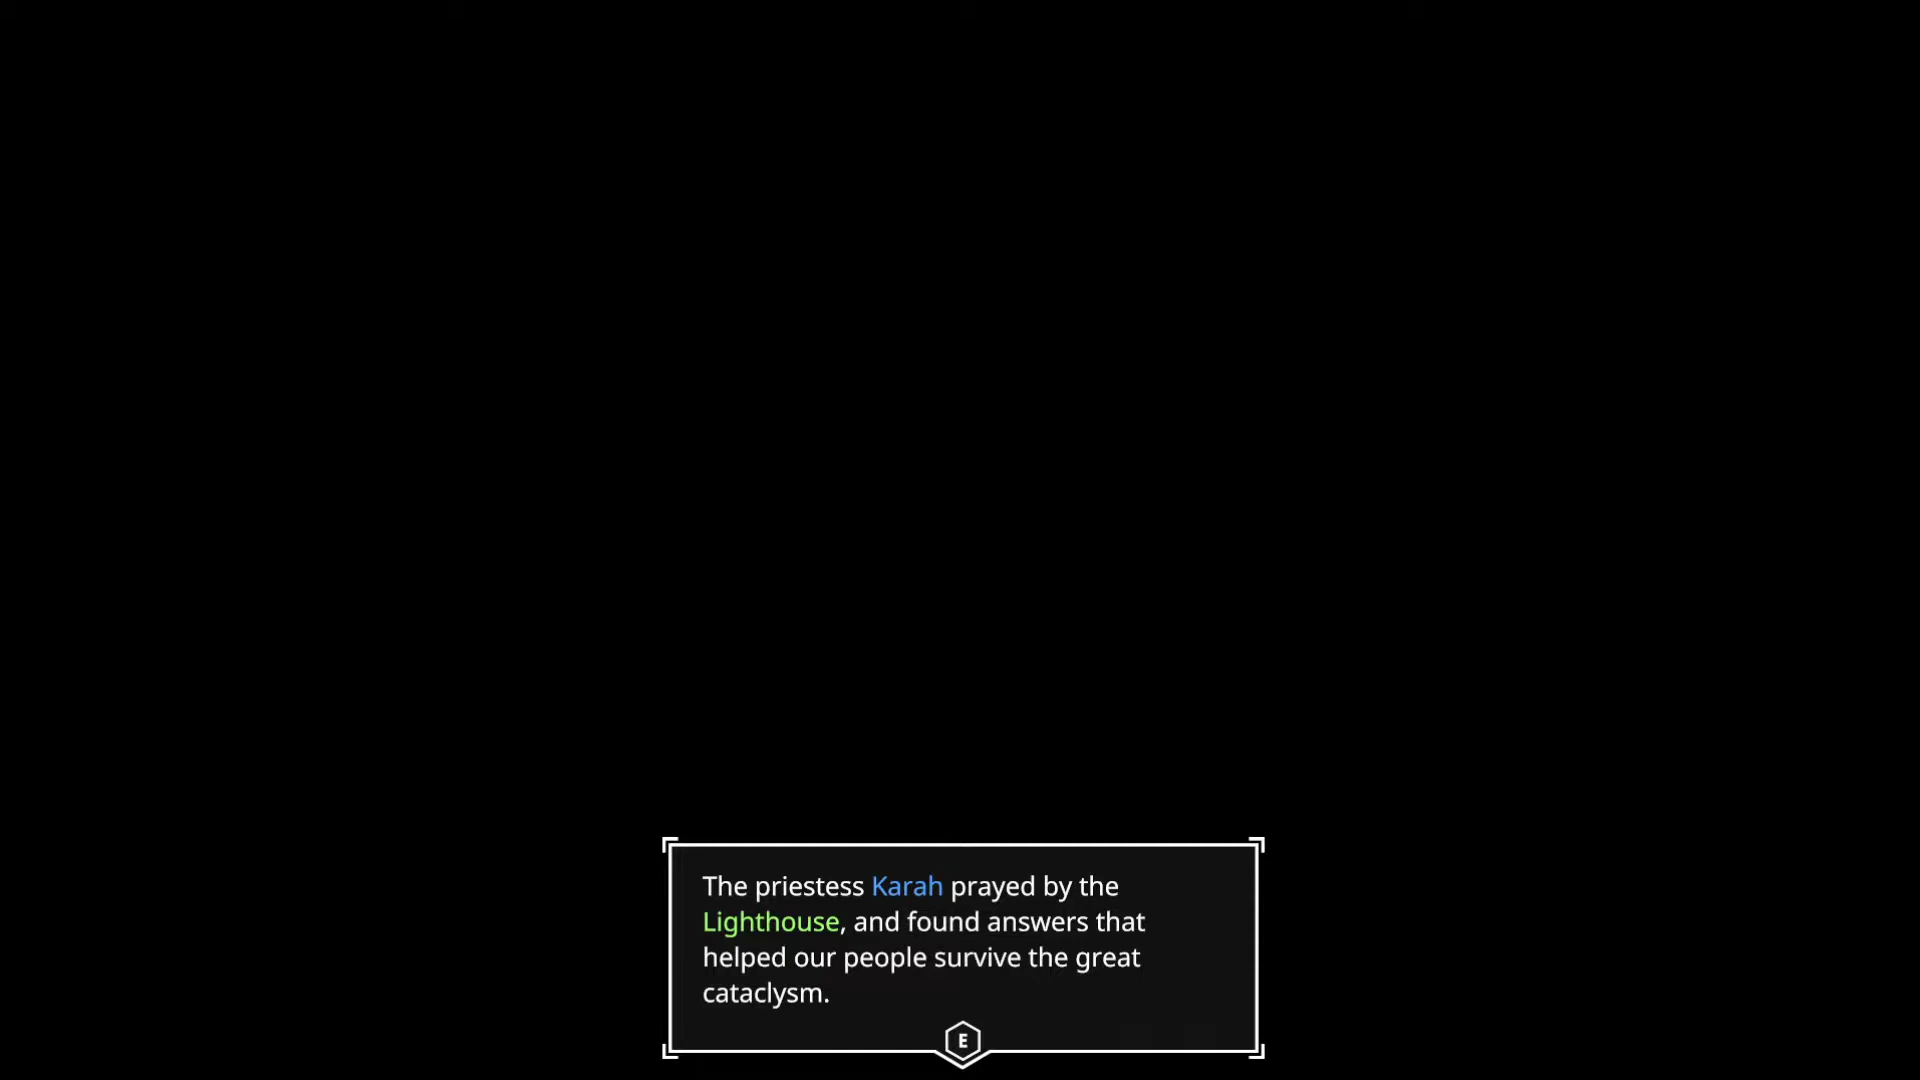 The priestess Karah prayed by the
Lighthouse, and found answers that
helped our people survive the great
cataclysm.
E